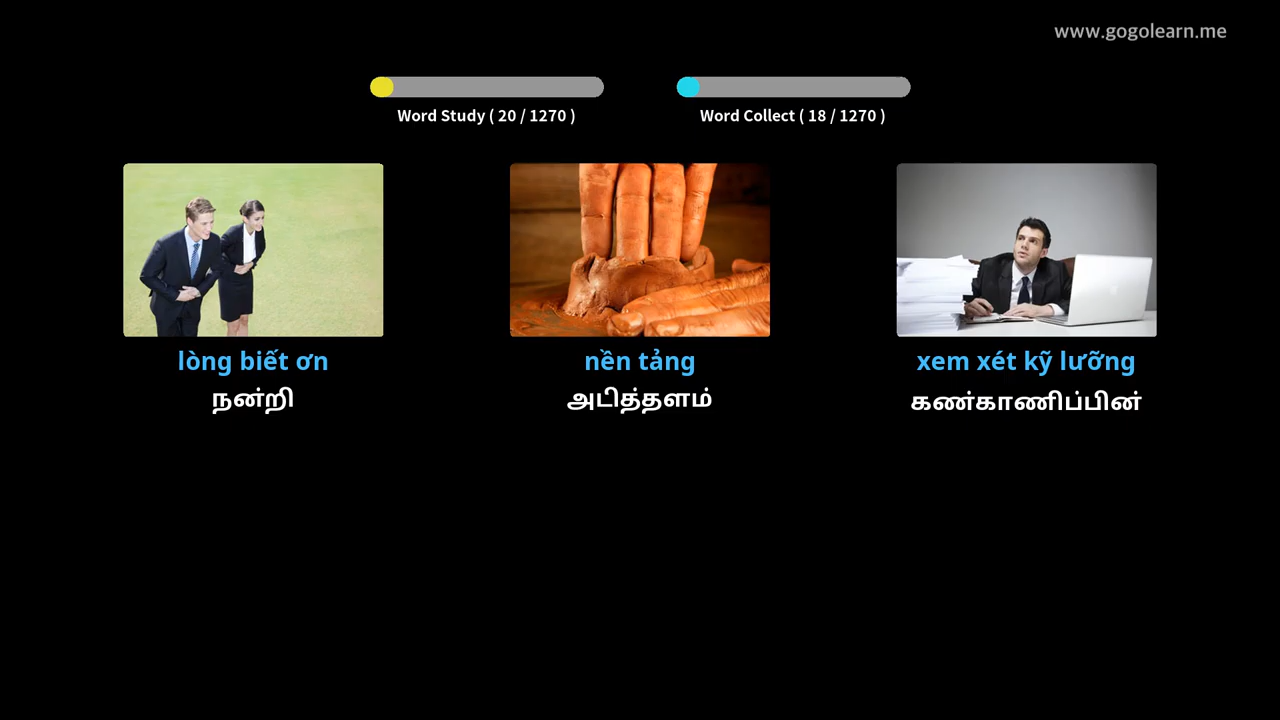 www.gogolearn.me
Word Study ( 20 / 1270 )
Word Collect ( 18 / 1270 )
lòng biết ơn
நன்றி
nền tảng
அபித்தளம்
xem xét kỹ lưỡng
கண்காணிப்பின்